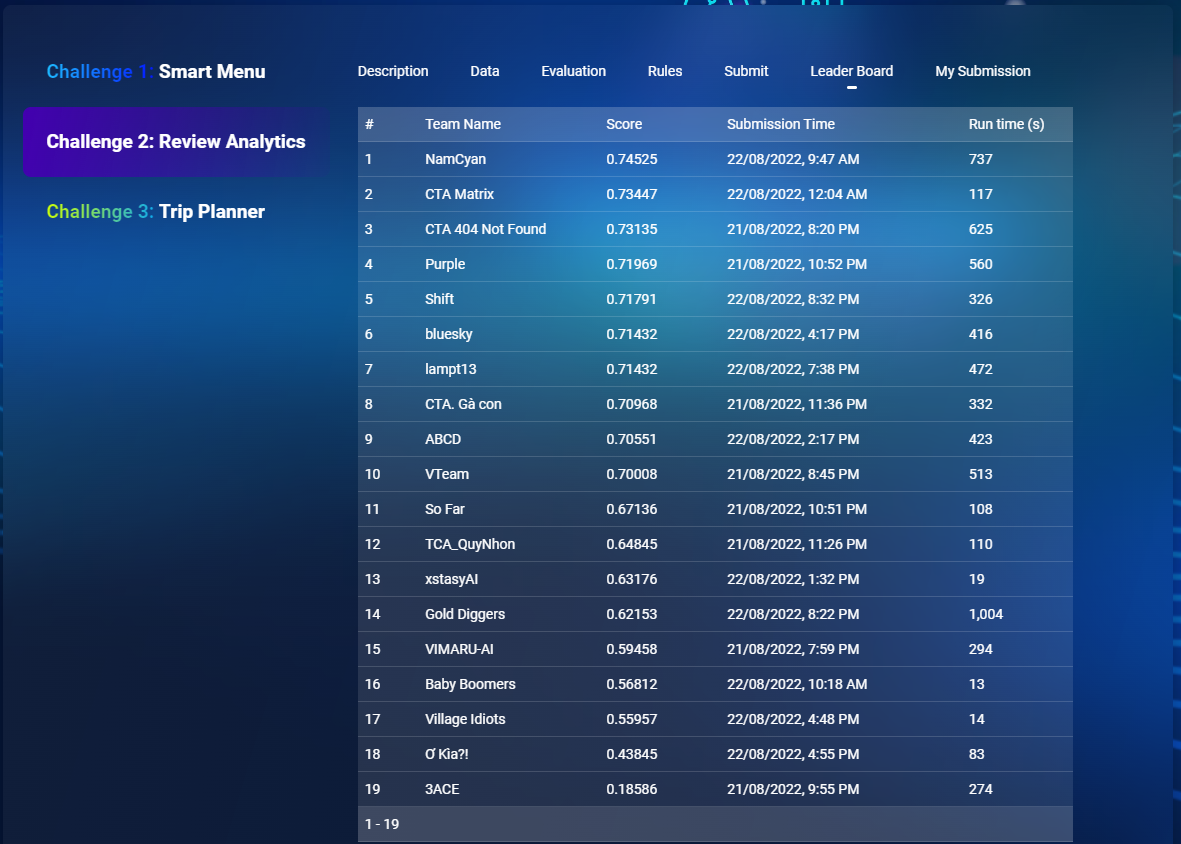 Challenge 1: Smart Menu
Challenge 2: Review Analytics
Challenge 3: Trip Planner
Description Data Evaluation Rules Submit Leader Board My Submission
# Team Name Score Submission Time Run time (s)
1 NamCyan 0.74525 22/08/2022, 9:47 AM 737
2 CTA Matrix 0.73447 22/08/2022, 12:04 AM 117
3 CTA 404 Not Found 0.73135 21/08/2022, 8:20 PM 625
4 Purple 0.71969 21/08/2022, 10:52 PM 560
5 Shift 0.71791 22/08/2022, 8:32 PM 326
6 bluesky 0.71432 22/08/2022, 4:17 PM 416
7 lampt13 0.71432 22/08/2022, 7:38 PM 472
8 CTA. Gà con 0.70968 21/08/2022, 11:36 PM 332
9 ABCD 0.70551 22/08/2022, 2:17 PM 423
10 VTeam 0.70008 21/08/2022, 8:45 PM 513
11 So Far 0.67136 21/08/2022, 10:51 PM 108
12 TCA_QuyNhon 0.64845 21/08/2022, 11:26 PM 110
13 xstasyAI 0.63176 22/08/2022, 1:32 PM 19
14 Gold Diggers 0.62153 22/08/2022, 8:22 PM 1,004
15 VIMARU-AI 0.59458 21/08/2022, 7:59 PM 294
16 Baby Boomers 0.56812 22/08/2022, 10:18 AM 13
17 Village Idiots 0.55957 22/08/2022, 4:48 PM 14
18 Ơ Kìa?! 0.43845 22/08/2022, 4:55 PM 83
19 3ACE 0.18586 21/08/2022, 9:55 PM 274
1 - 19